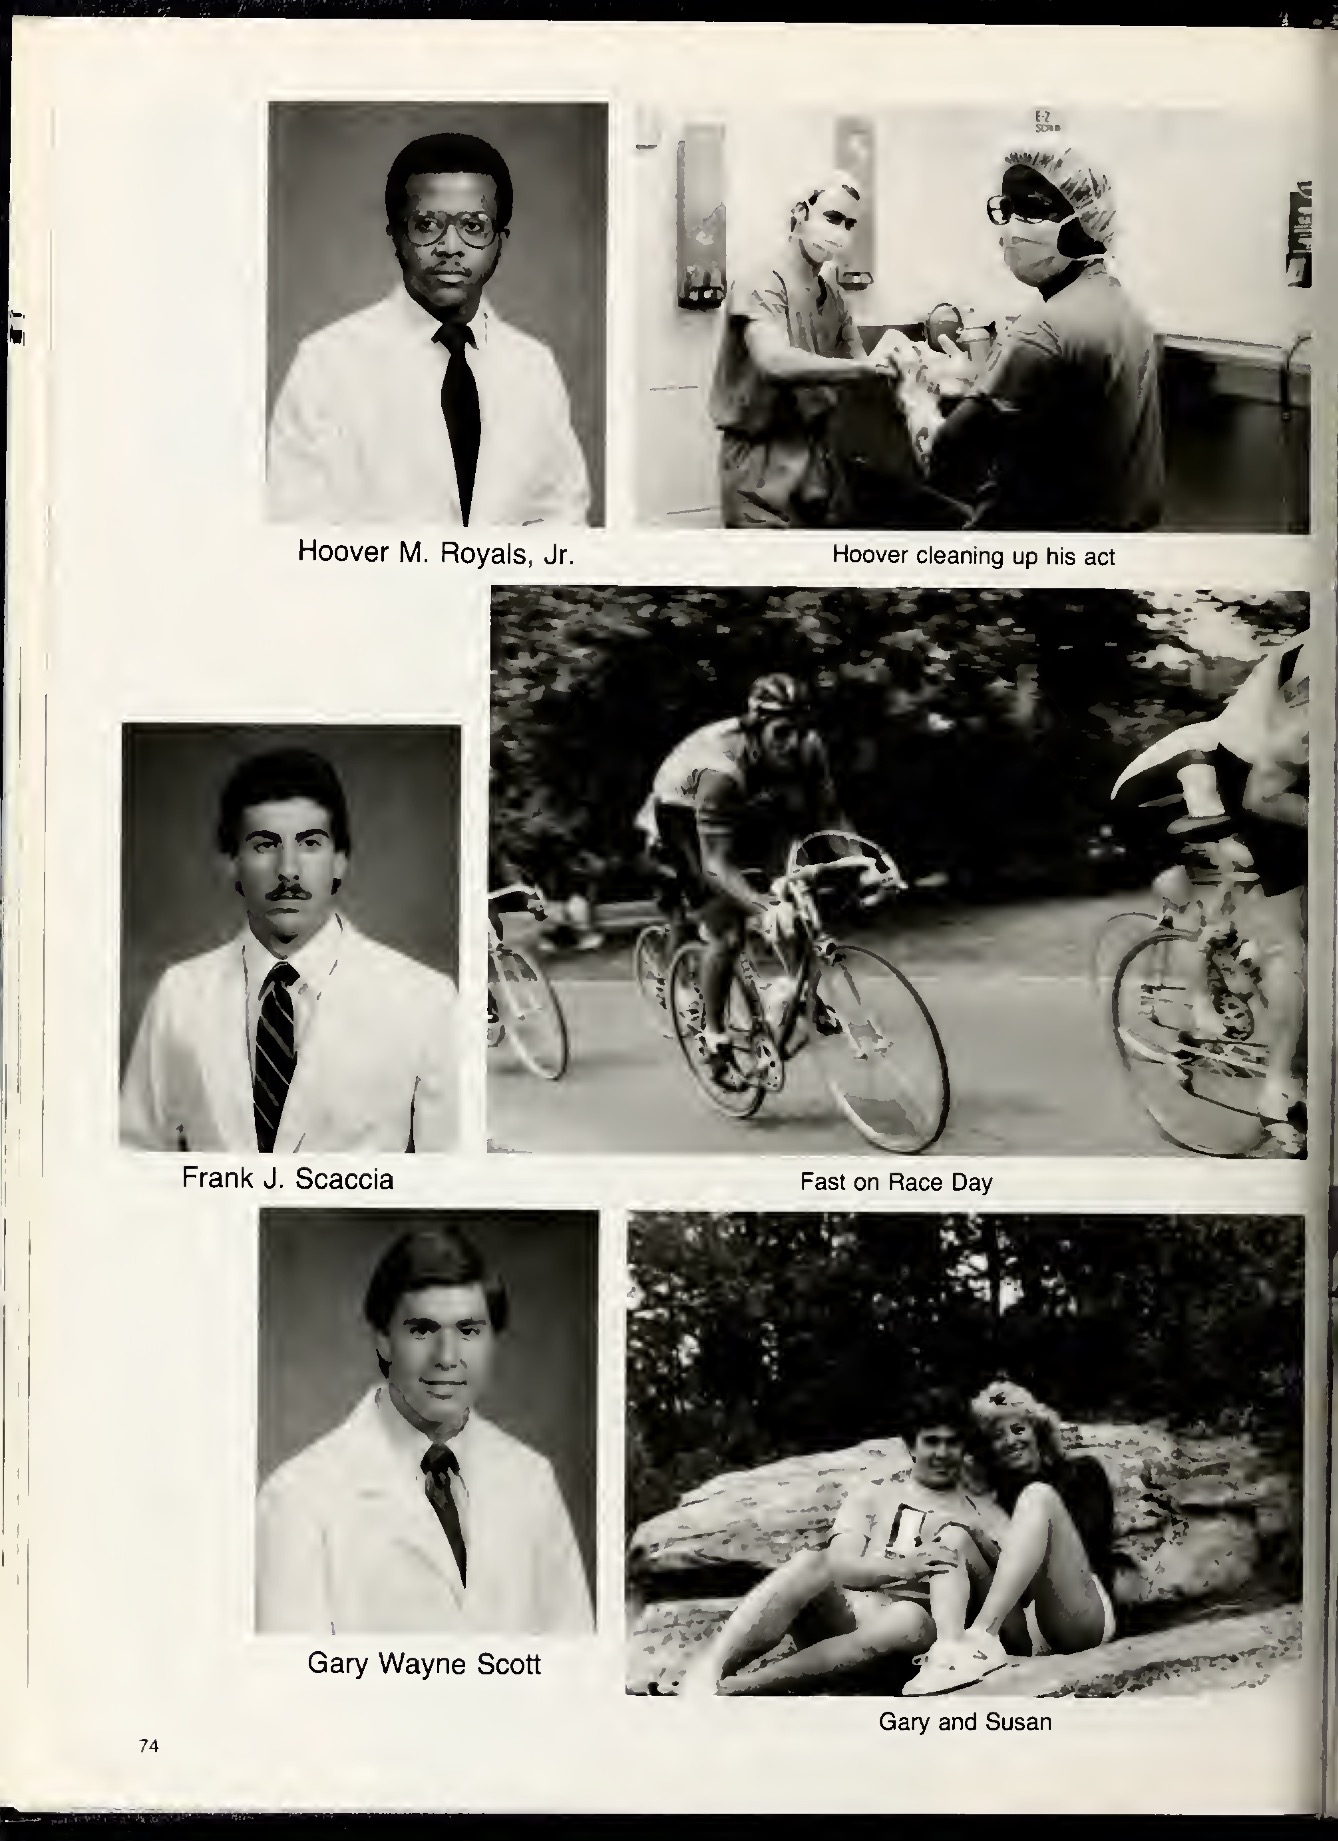 E-Z
Hoover M. Royals, Jr.
Hoover cleaning up his act
Frank J. Scaccia
Fast on Race Day
Gary Wayne Scott
Gary and Susan
74